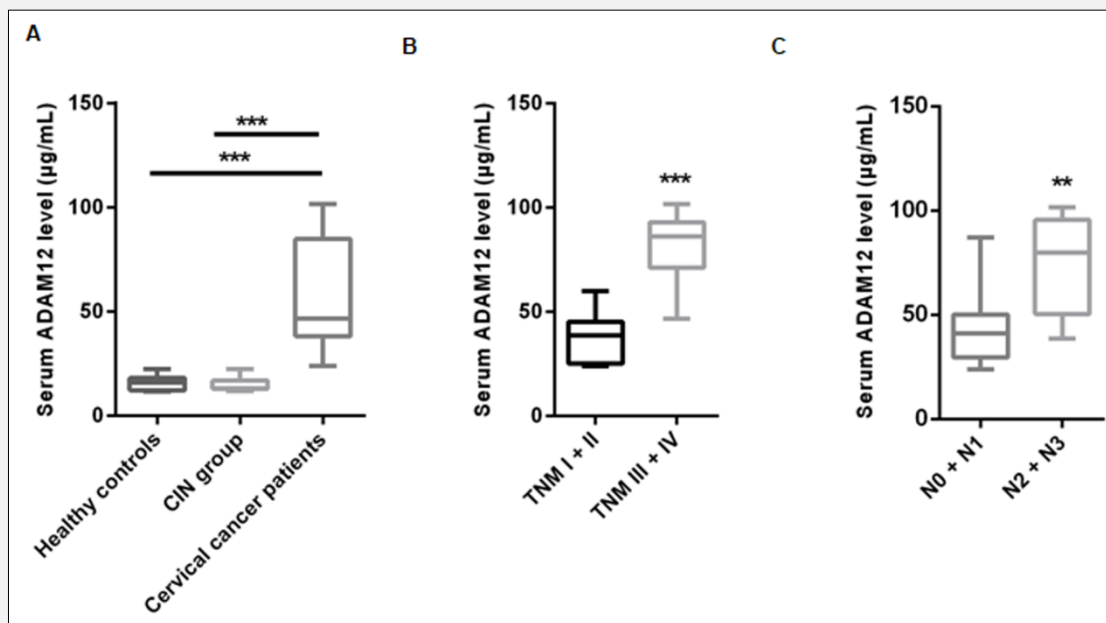 A
Serum ADAM12 level (µg/mL)
150
100
50
0
***
***
Healthy controls
CIN group
Cervical cancer patients
B
Serum ADAM12 level (µg/mL)
150
100
50
0
***
TNM I + II
TNM III + IV
C
Serum ADAM12 level (µg/mL)
150
100
50
0
**
N0 + N1
N2 + N3